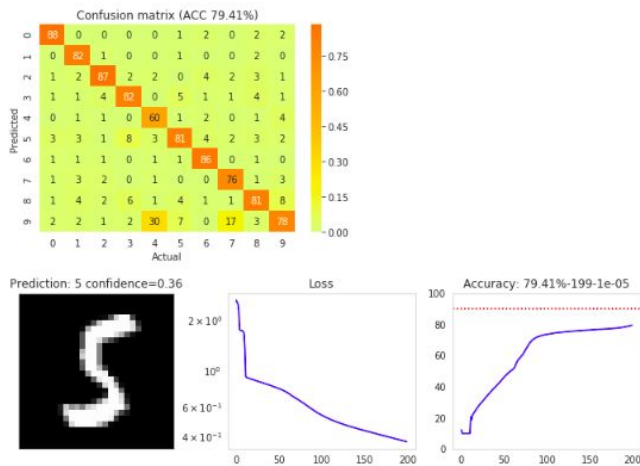 Confusion matrix (ACC 79.41%)
0 88 0 0 0 0 1 2 0 2 2
1 0 82 1 0 0 1 0 0 2 0
2 1 2 87 2 2 0 4 2 3 1
3 1 1 4 82 0 5 1 1 4 1
4 0 1 1 0 60 1 2 0 1 4
5 3 3 1 8 3 81 4 2 3 2
6 1 1 1 0 1 1 86 0 1 0
7 1 3 2 0 1 0 0 76 1 3
8 1 4 2 6 1 4 1 1 81 8
9 2 2 1 2 30 7 0 17 3 78
0 1 2 3 4 5 6 7 8 9
Predicted
Actual
0.75
0.60
0.45
0.30
0.15
0.00
Prediction: 5 confidence=0.36
5
Loss
2 × 10⁰
10⁰
6 × 10⁻¹
4 × 10⁻¹
0 50 100 150 200
Accuracy: 79.41%-199-1e-05
100
80
60
40
20
0
0 50 100 150 200